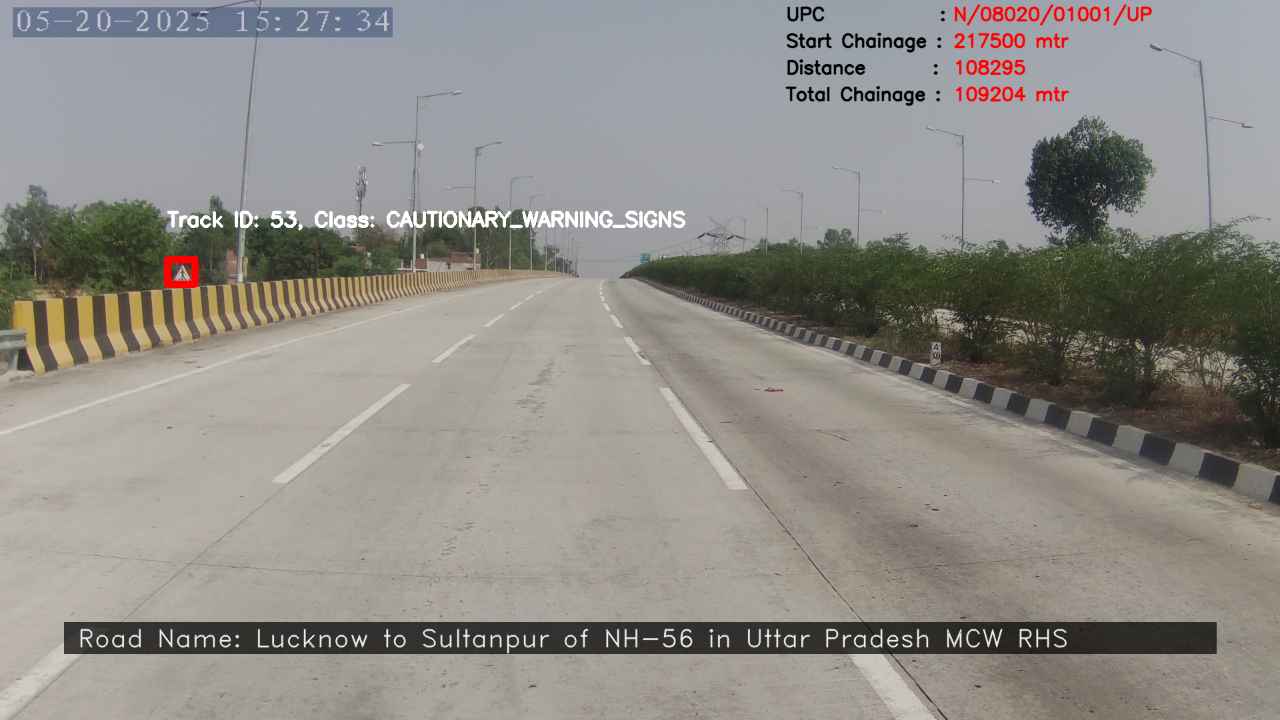 05-20-2025 15:27:34
UPC : N/08020/01001/UP
Start Chainage : 217500 mtr
Distance : 108295
Total Chainage : 109204 mtr
Track ID: 53, Class: CAUTIONARY_WARNING_SIGNS
Road Name: Lucknow to Sultanpur of NH-56 in Uttar Pradesh MCW RHS